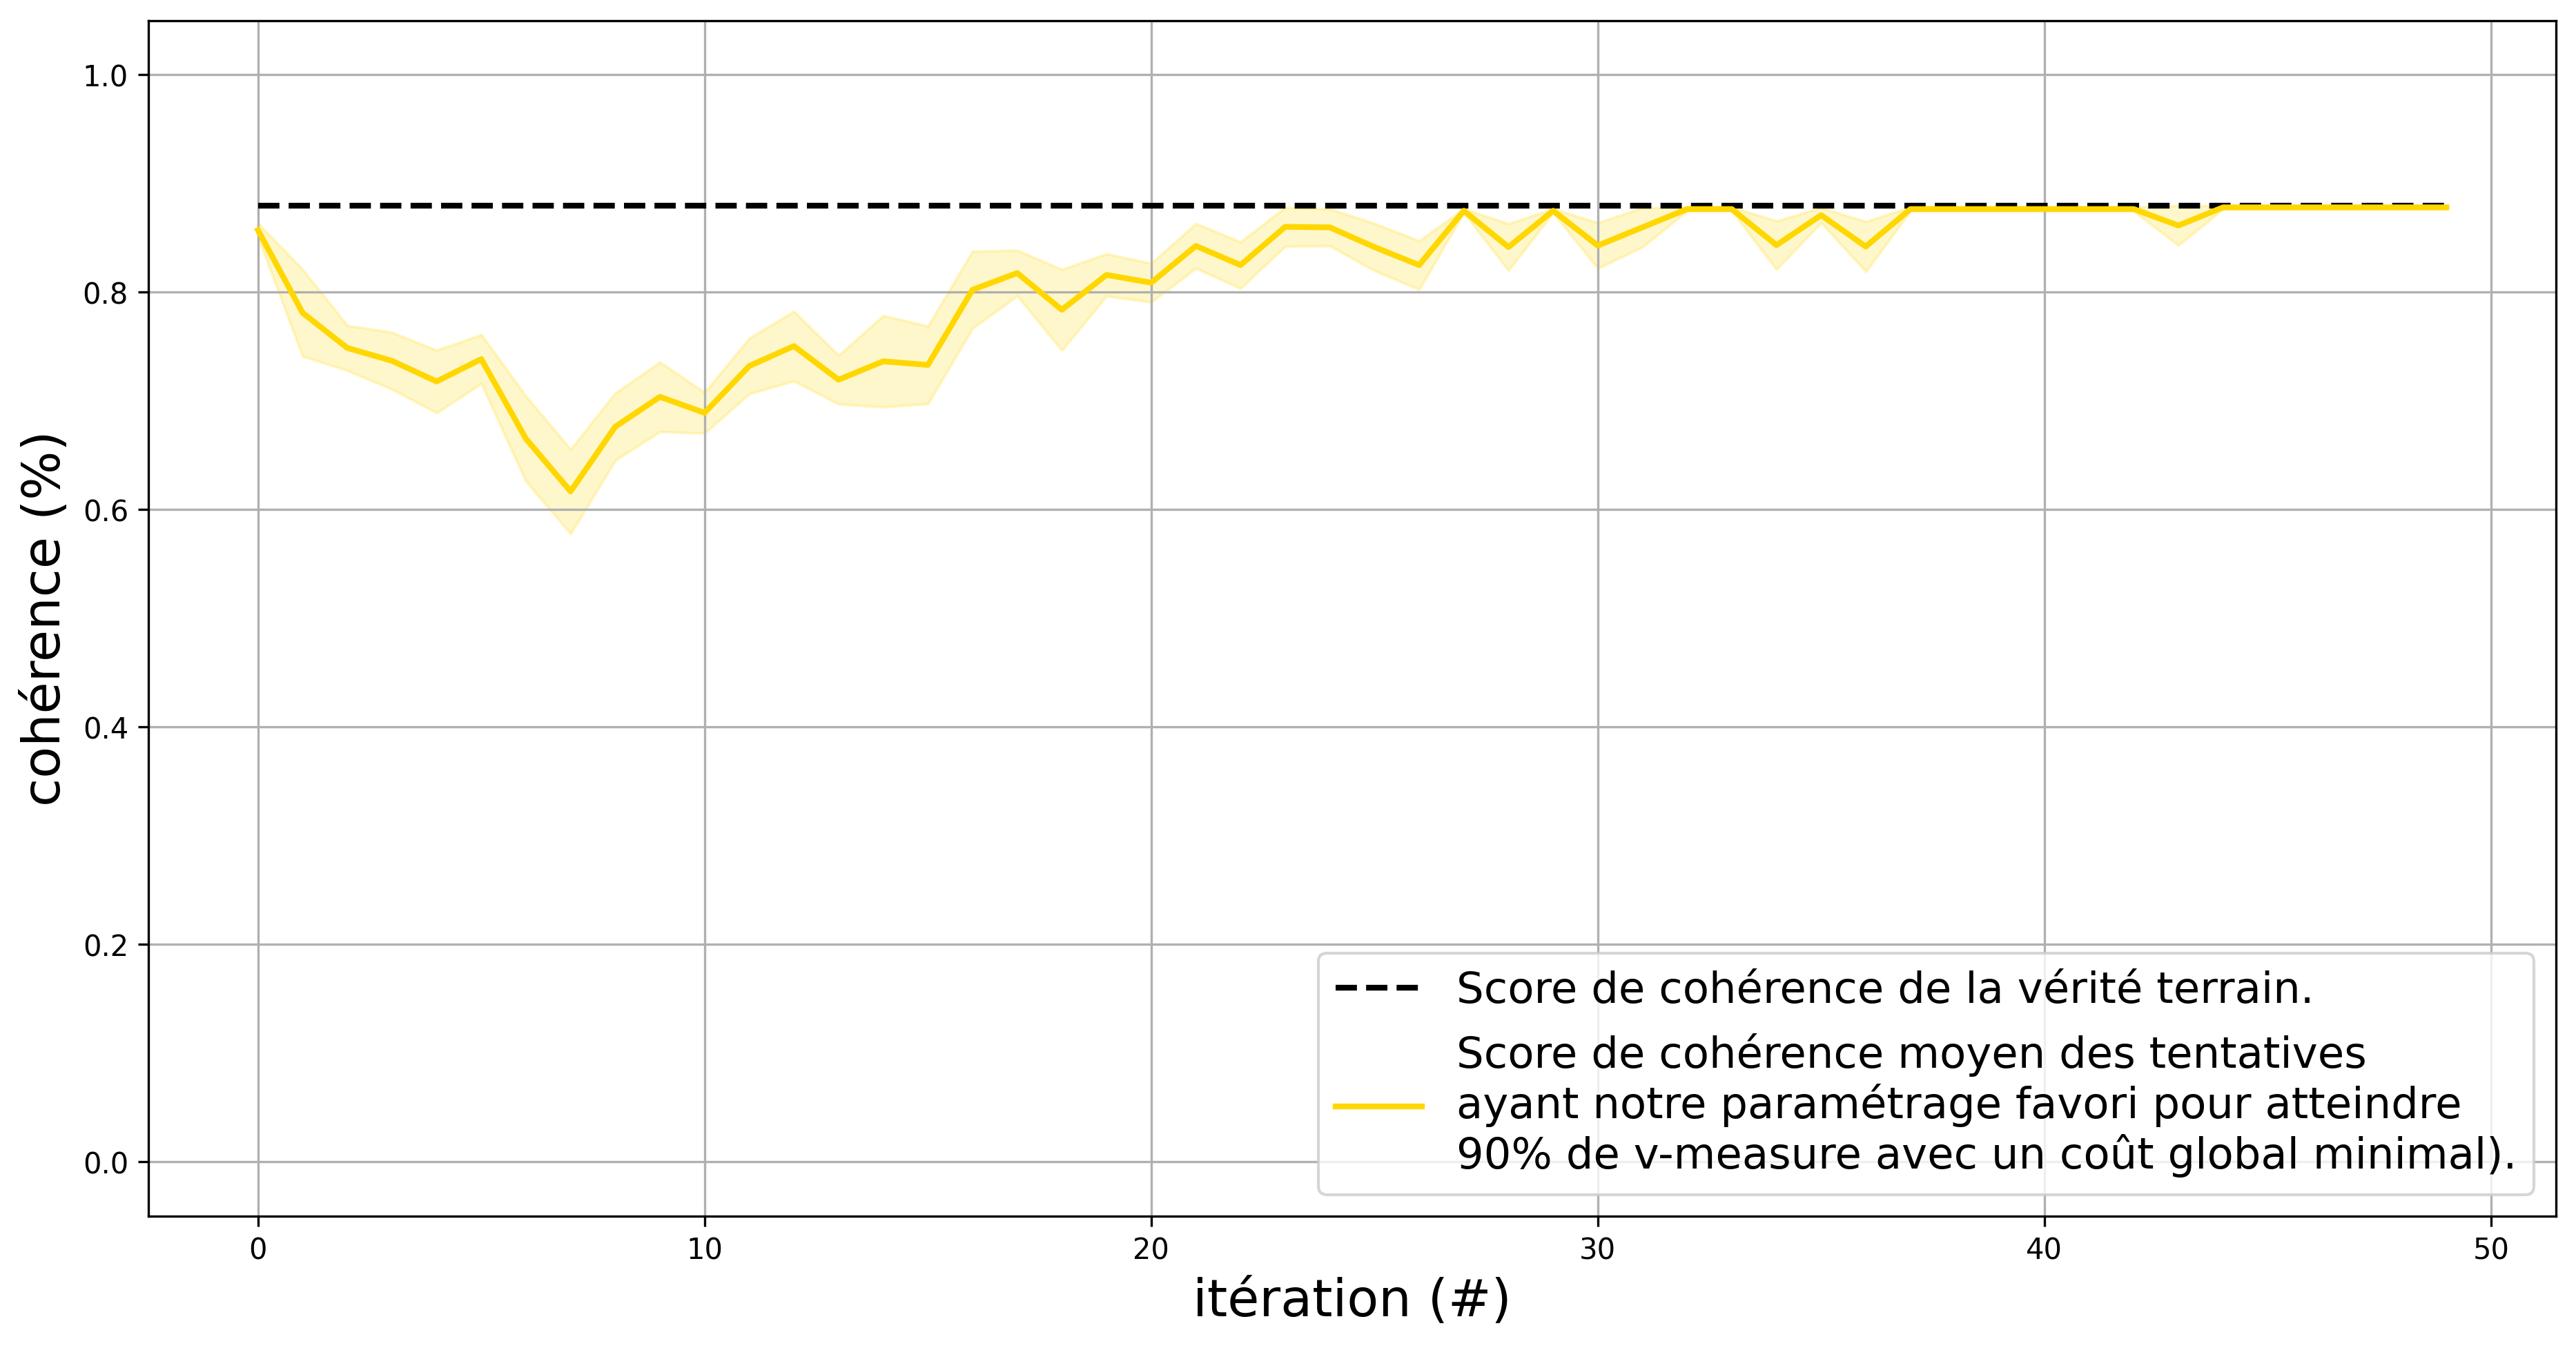 1.0
0.8
0.6
0.4
0.2
0.0
cohérence (%)
0 10 20 30 40 50
itération (#)
Score de cohérence de la vérité terrain.
Score de cohérence moyen des tentatives
ayant notre paramétrage favori pour atteindre
90% de v-measure avec un coût global minimal).